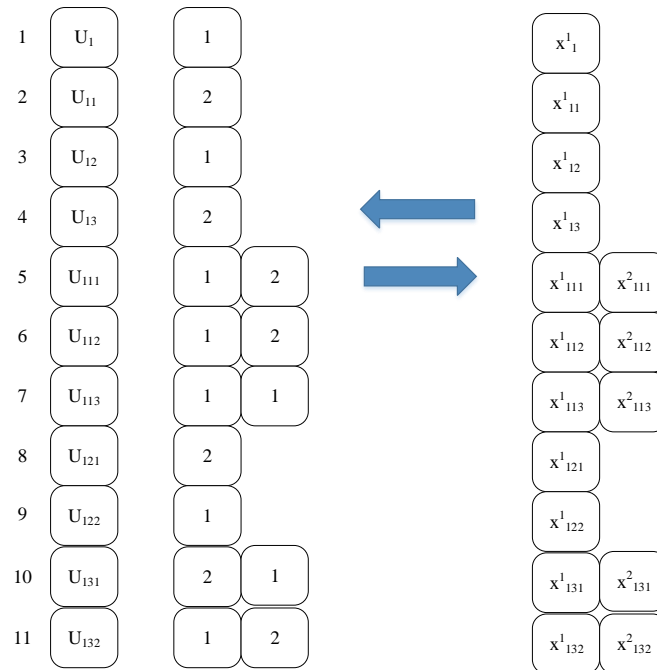 1 U₁ 1 x¹₁
2 U₁₁ 2 x¹₁₁
3 U₁₂ 1 x¹₁₂
4 U₁₃ 2 x¹₁₃
5 U₁₁₁ 1 2 x¹₁₁₁ x²₁₁₁
6 U₁₁₂ 1 2 x¹₁₁₂ x²₁₁₂
7 U₁₁₃ 1 1 x¹₁₁₃ x²₁₁₃
8 U₁₂₁ 2 x¹₁₂₁
9 U₁₂₂ 1 x¹₁₂₂
10 U₁₃₁ 2 1 x¹₁₃₁ x²₁₃₁
11 U₁₃₂ 1 2 x¹₁₃₂ x²₁₃₂